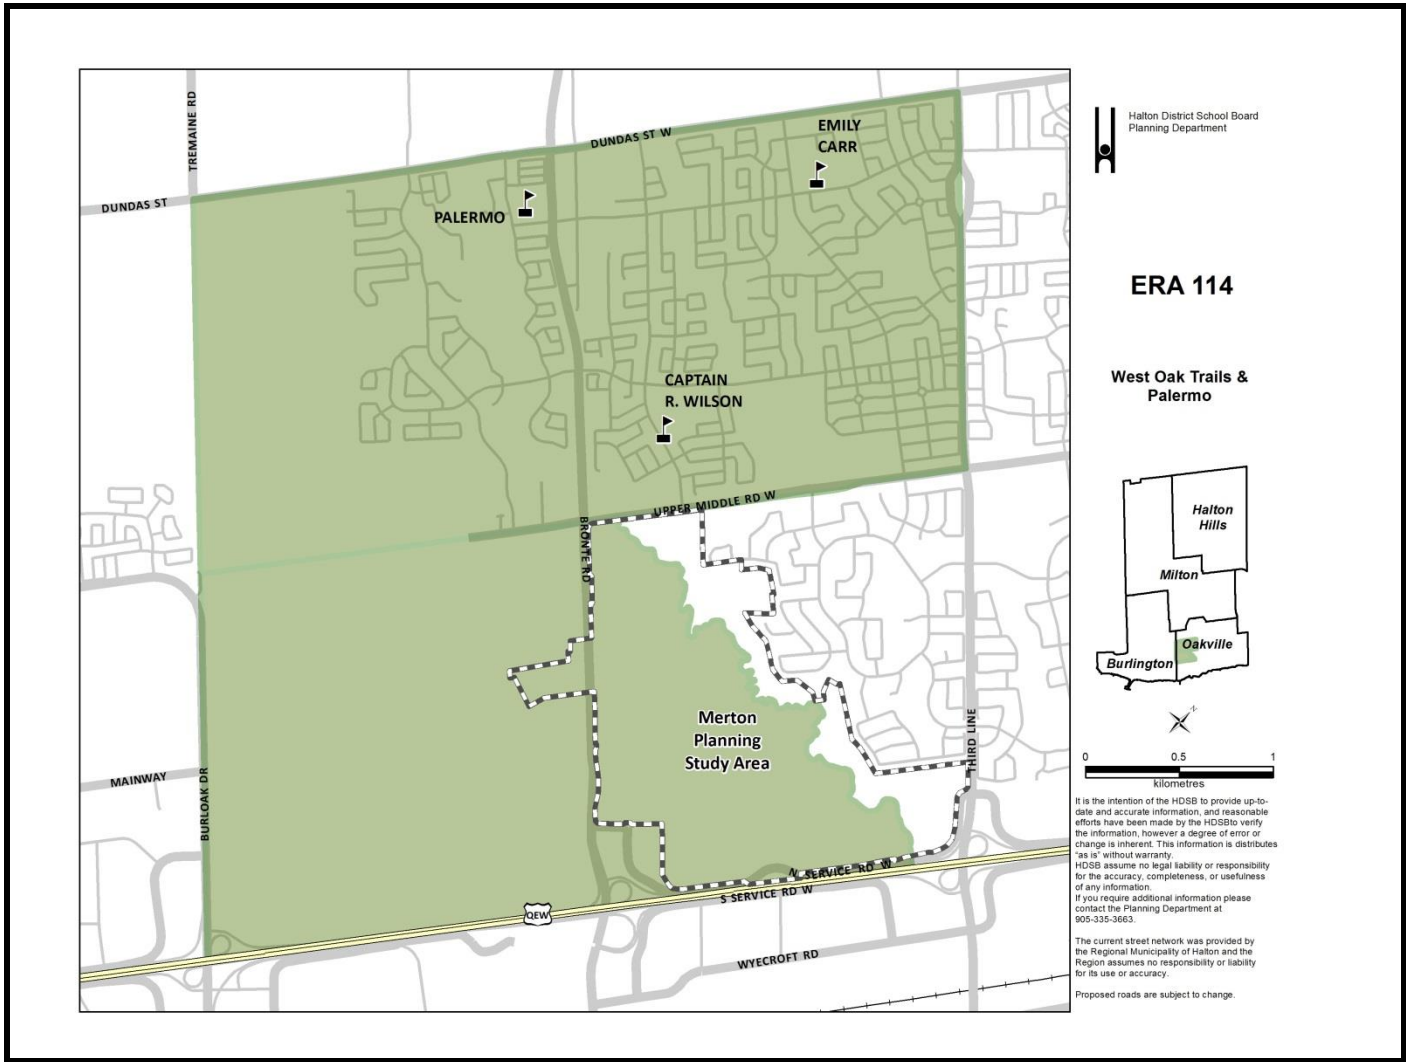 TREMAINE RD
DUNDAS ST W
EMILY
CARR
DUNDAS ST
PALERMO
CAPTAIN
R. WILSON
UPPER MIDDLE RD W
BRONTE RD
Merton
Planning
Study Area
THIRD LINE
MAINWAY
BURLOAK DR
N SERVICE RD W
S SERVICE RD W
QEW
WYECROFT RD
Halton District School Board
Planning Department
ERA 114
West Oak Trails &
Palermo
Halton
Hills
Milton
Oakville
Burlington
N
0 0.5 1
kilometres
It is the intention of the HDSB to provide up-to-
date and accurate information, and reasonable
efforts have been made by the HDSBto verify
the information, however a degree of error or
change is inherent. This information is distributes
"as is" without warranty.
HDSB assume no legal liability or responsibility
for the accuracy, completeness, or usefulness
of any information.
If you require additional information please
contact the Planning Department at
905-335-3663.
The current street network was provided by
the Regional Municipality of Halton and the
Region assumes no responsibility or liability
for its use or accuracy.
Proposed roads are subject to change.